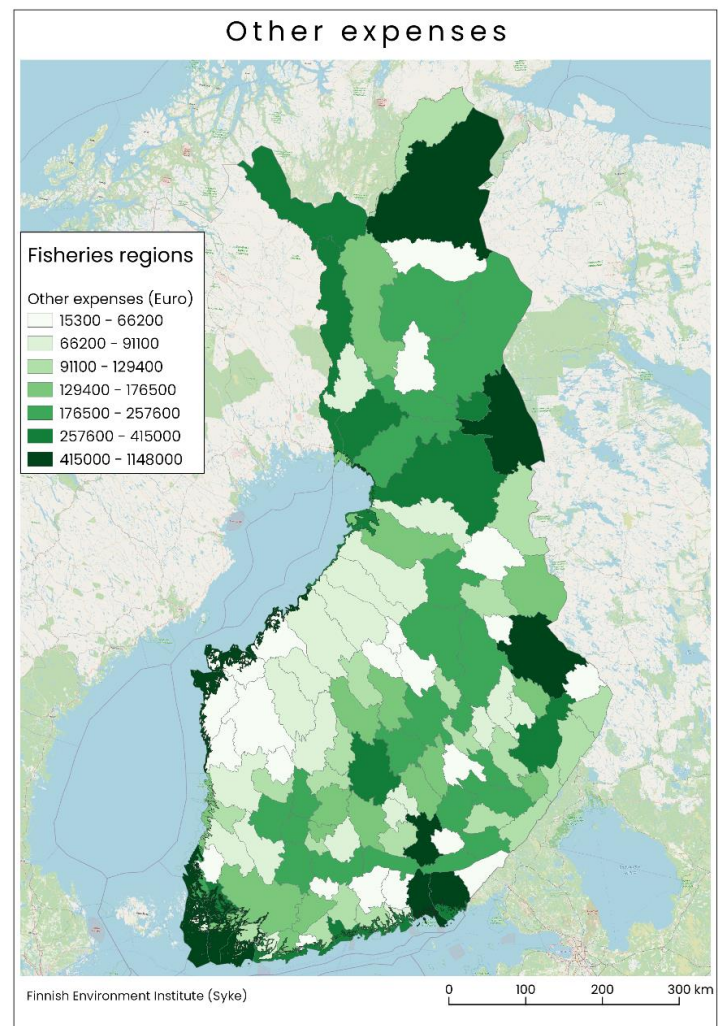 Other expenses
Fisheries regions
Other expenses (Euro)
15300 - 66200
66200 - 91100
91100 - 129400
129400 - 176500
176500 - 257600
257600 - 415000
415000 - 1148000
Finnish Environment Institute (Syke)
0 100 200 300 km